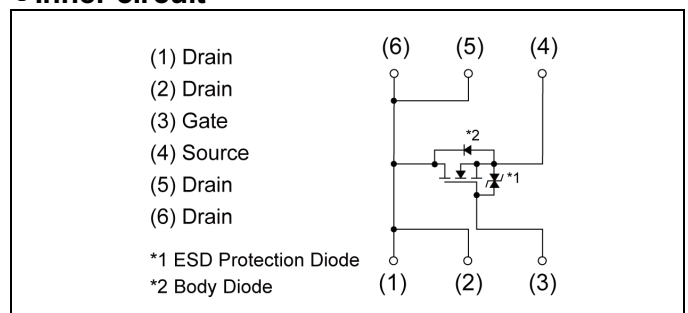 Inner circuit
(1) Drain
(2) Drain
(3) Gate
(4) Source
(5) Drain
(6) Drain
*1 ESD Protection Diode
*2 Body Diode
(6) (5) (4)
*2
*1
(1) (2) (3)